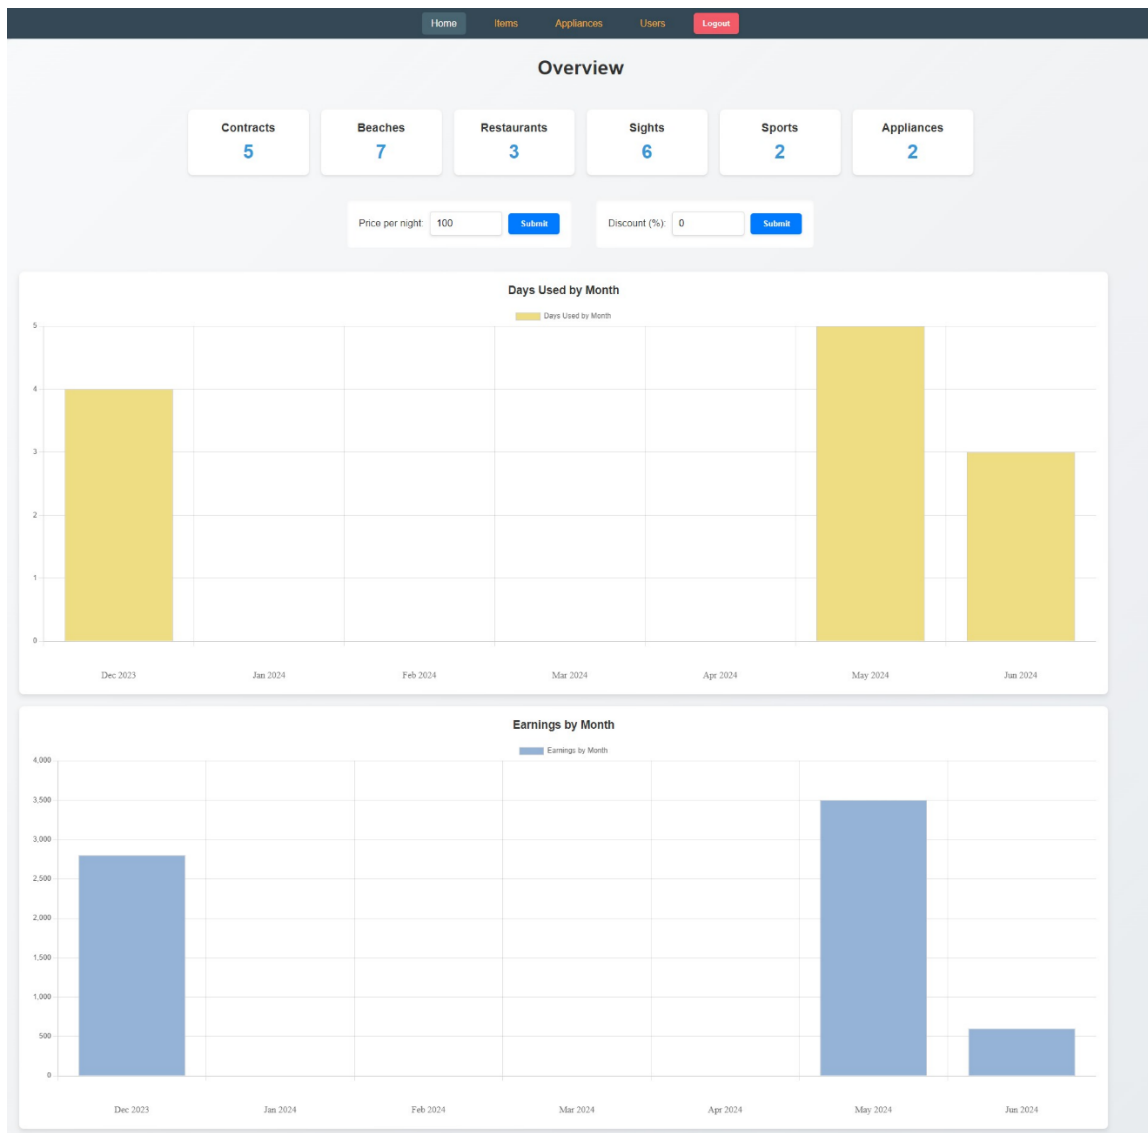 Home Items Appliances Users Logout
Overview
Contracts Beaches Restaurants Sights Sports Appliances
5 7 3 6 2 2
Price per night: 100 Submit Discount (%): 0 Submit
Days Used by Month
Days Used by Month
5
4
3
2
1
0
Dec 2023 Jan 2024 Feb 2024 Mar 2024 Apr 2024 May 2024 Jun 2024
Earnings by Month
Earnings by Month
4,000
3,500
3,000
2,500
2,000
1,500
1,000
500
0
Dec 2023 Jan 2024 Feb 2024 Mar 2024 Apr 2024 May 2024 Jun 2024